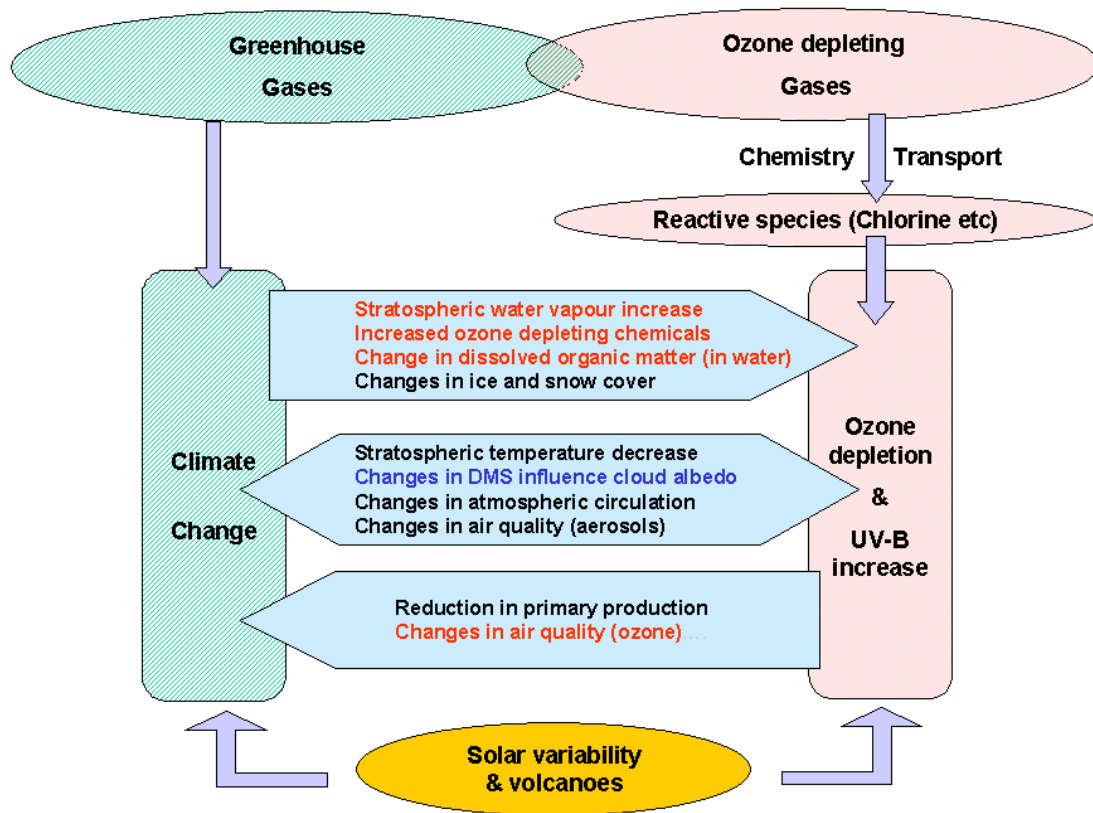 Greenhouse
Gases
Ozone depleting
Gases
Chemistry
Transport
Reactive species (Chlorine etc)
Stratospheric water vapour increase
Increased ozone depleting chemicals
Change in dissolved organic matter (in water)
Changes in ice and snow cover
Climate
Change
Stratospheric temperature decrease
Changes in DMS influence cloud albedo
Changes in atmospheric circulation
Changes in air quality (aerosols)
Ozone
depletion
&
UV-B
increase
Reduction in primary production
Changes in air quality (ozone)....
Solar variability
& volcanoes